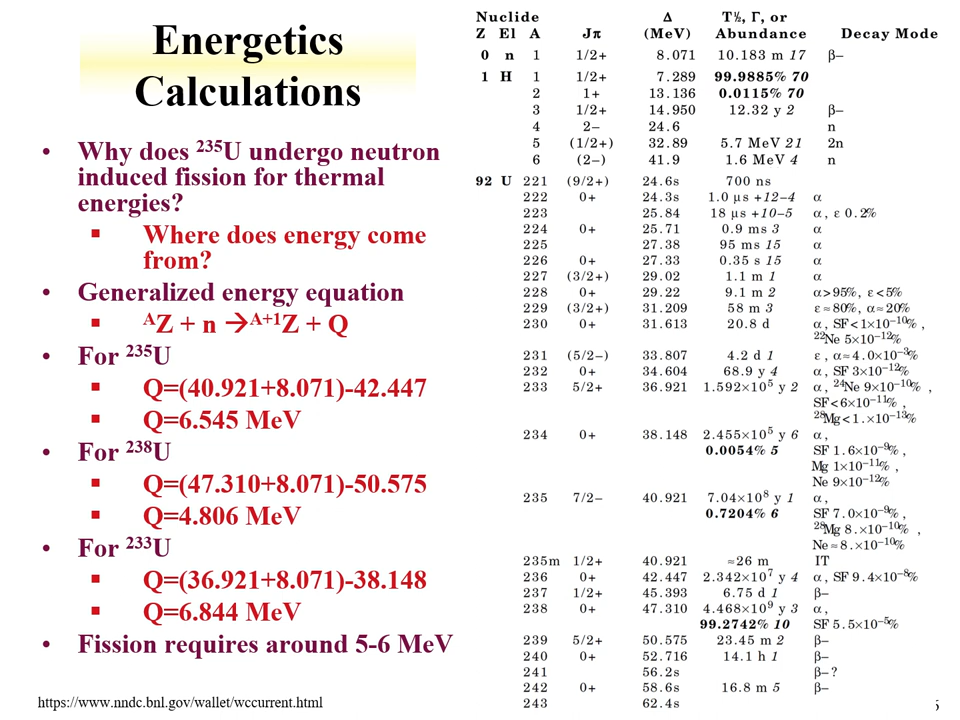 Energetics
Calculations
• Why does ²³⁵U undergo neutron
induced fission for thermal
energies?
▪ Where does energy come
from?
• Generalized energy equation
▪ ᴬZ + n →ᴬ⁺¹Z + Q
• For ²³⁵U
▪ Q=(40.921+8.071)-42.447
▪ Q=6.545 MeV
• For ²³⁸U
▪ Q=(47.310+8.071)-50.575
▪ Q=4.806 MeV
• For ²³³U
▪ Q=(36.921+8.071)-38.148
▪ Q=6.844 MeV
• Fission requires around 5-6 MeV
https://www.nndc.bnl.gov/wallet/wccurrent.html
Nuclide Δ T½, Γ, or
Z El A Jπ (MeV) Abundance Decay Mode
0 n 1 1/2+ 8.071 10.183 m 17 β–
1 H 1 1/2+ 7.289 99.9885% 70
2 1+ 13.136 0.0115% 70
3 1/2+ 14.950 12.32 y 2 β–
4 2– 24.6 n
5 (1/2+) 32.89 5.7 MeV 21 2n
6 (2–) 41.9 1.6 MeV 4 n
92 U 221 (9/2+) 24.6s 700 ns
222 0+ 24.3s 1.0 μs +12–4 α
223 25.84 18 μs +10–5 α, ε 0.2%
224 0+ 25.71 0.9 ms 3 α
225 27.38 95 ms 15 α
226 0+ 27.33 0.35 s 15 α
227 (3/2+) 29.02 1.1 m 1 α
228 0+ 29.22 9.1 m 2 α>95%, ε<5%
229 (3/2+) 31.209 58 m 3 ε≈80%, α≈20%
230 0+ 31.613 20.8 d α, SF<1×10⁻¹⁰%,
²²Ne 5×10⁻¹²%
231 (5/2–) 33.807 4.2 d 1 ε, α≈4.0×10⁻³%
232 0+ 34.604 68.9 y 4 α, SF 3×10⁻¹²%
233 5/2+ 36.921 1.592×10⁵ y 2 α, ²⁴Ne 9×10⁻¹⁰%,
SF<6×10⁻¹¹%,
²⁸Mg<1.×10⁻¹³%
234 0+ 38.148 2.455×10⁵ y 6 α,
0.0054% 5 SF 1.6×10⁻⁹%,
Mg 1×10⁻¹¹%,
Ne 9×10⁻¹²%
235 7/2– 40.921 7.04×10⁸ y 1 α,
0.7204% 6 SF 7.0×10⁻⁹%,
²⁸Mg 8.×10⁻¹⁰%,
Ne≈8.×10⁻¹⁰%
235m 1/2+ 40.921 ≈26 m IT
236 0+ 42.447 2.342×10⁷ y 4 α, SF 9.4×10⁻⁸%
237 1/2+ 45.393 6.75 d 1 β–
238 0+ 47.310 4.468×10⁹ y 3 α,
99.2742% 10 SF 5.5×10⁻⁵%
239 5/2+ 50.575 23.45 m 2 β–
240 0+ 52.716 14.1 h 1 β–
241 56.2s β–?
242 0+ 58.6s 16.8 m 5 β–
243 62.4s